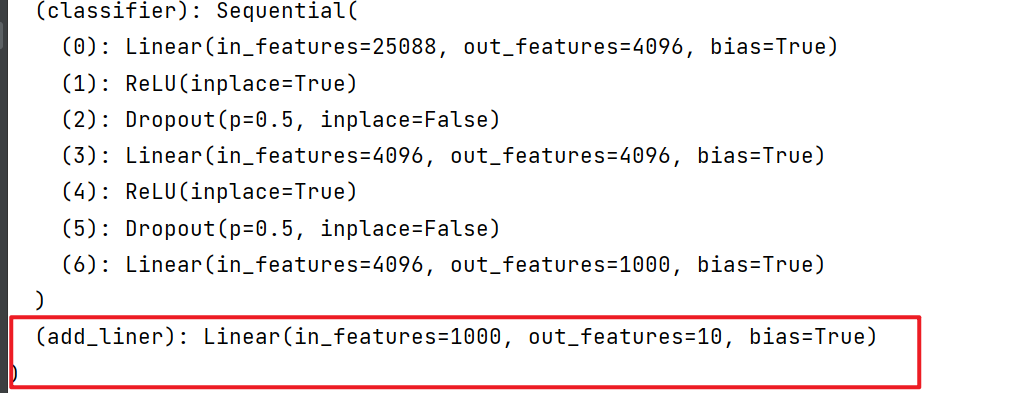 (classifier): Sequential(
(0): Linear(in_features=25088, out_features=4096, bias=True)
(1): ReLU(inplace=True)
(2): Dropout(p=0.5, inplace=False)
(3): Linear(in_features=4096, out_features=4096, bias=True)
(4): ReLU(inplace=True)
(5): Dropout(p=0.5, inplace=False)
(6): Linear(in_features=4096, out_features=1000, bias=True)
)
(add_liner): Linear(in_features=1000, out_features=10, bias=True)
)